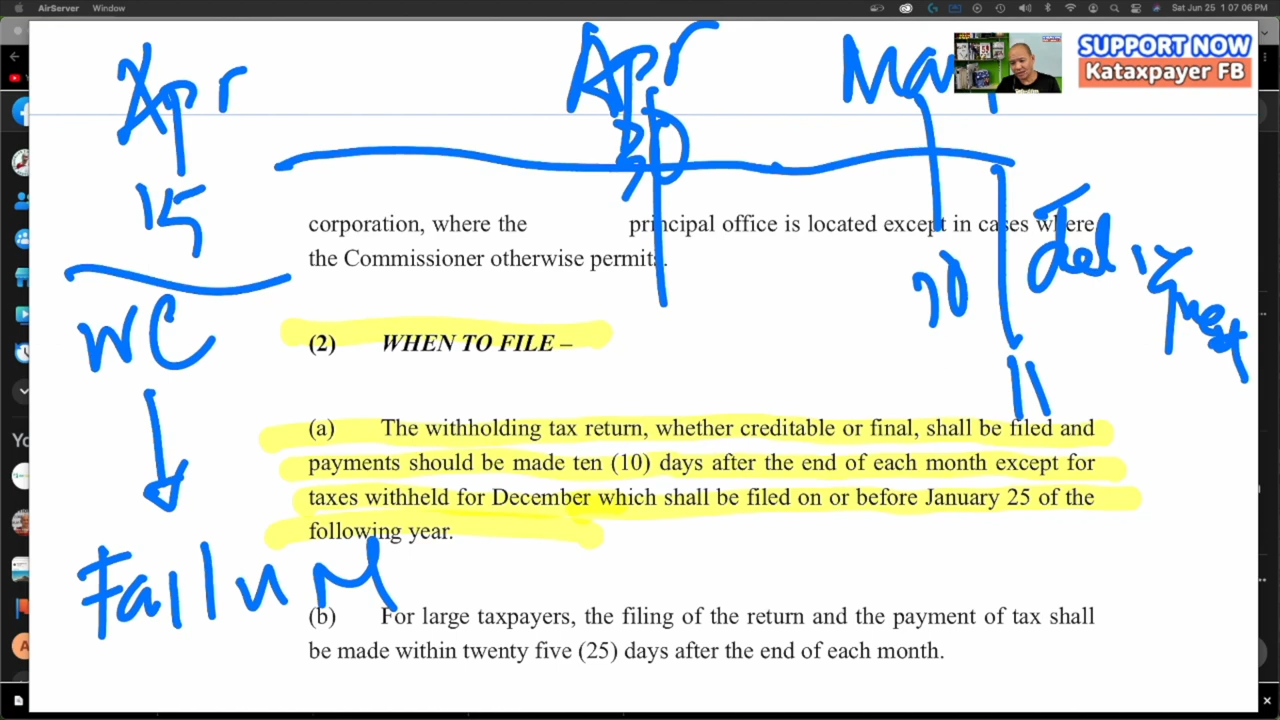 AirServer Window
Sat Jun 25 1 07:06 PM
SUPPORT NOW
Kataxpayer FB
Apr
15
WC
Apr
30
10
11
corporation, where the principal office is located except in cases where
the Commissioner otherwise permits.
(2) WHEN TO FILE –
(a) The withholding tax return, whether creditable or final, shall be filed and
payments should be made ten (10) days after the end of each month except for
taxes withheld for December which shall be filed on or before January 25 of the
following year.
(b) For large taxpayers, the filing of the return and the payment of tax shall
be made within twenty five (25) days after the end of each month.